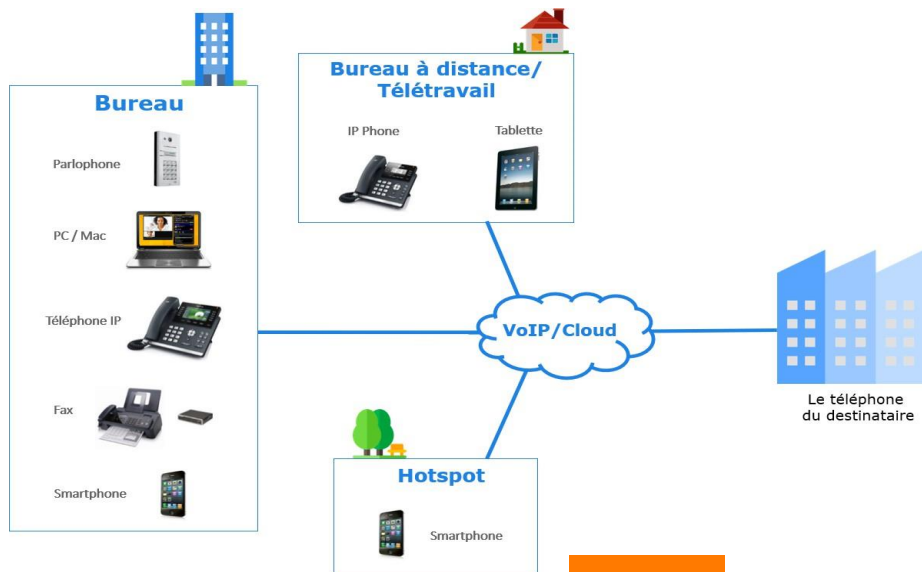 Bureau
Parlophone
PC / Mac
Téléphone IP
Fax
Smartphone
Bureau à distance/
Télétravail
IP Phone
Tablette
VoIP/Cloud
Hotspot
Smartphone
Le téléphone
du destinataire